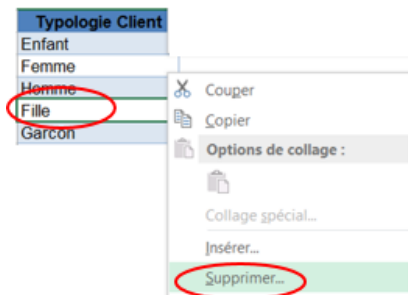 Typologie Client
Enfant
Femme
Homme
Fille
Garcon
Couper
Copier
Options de collage :
Collage spécial...
Insérer...
Supprimer...